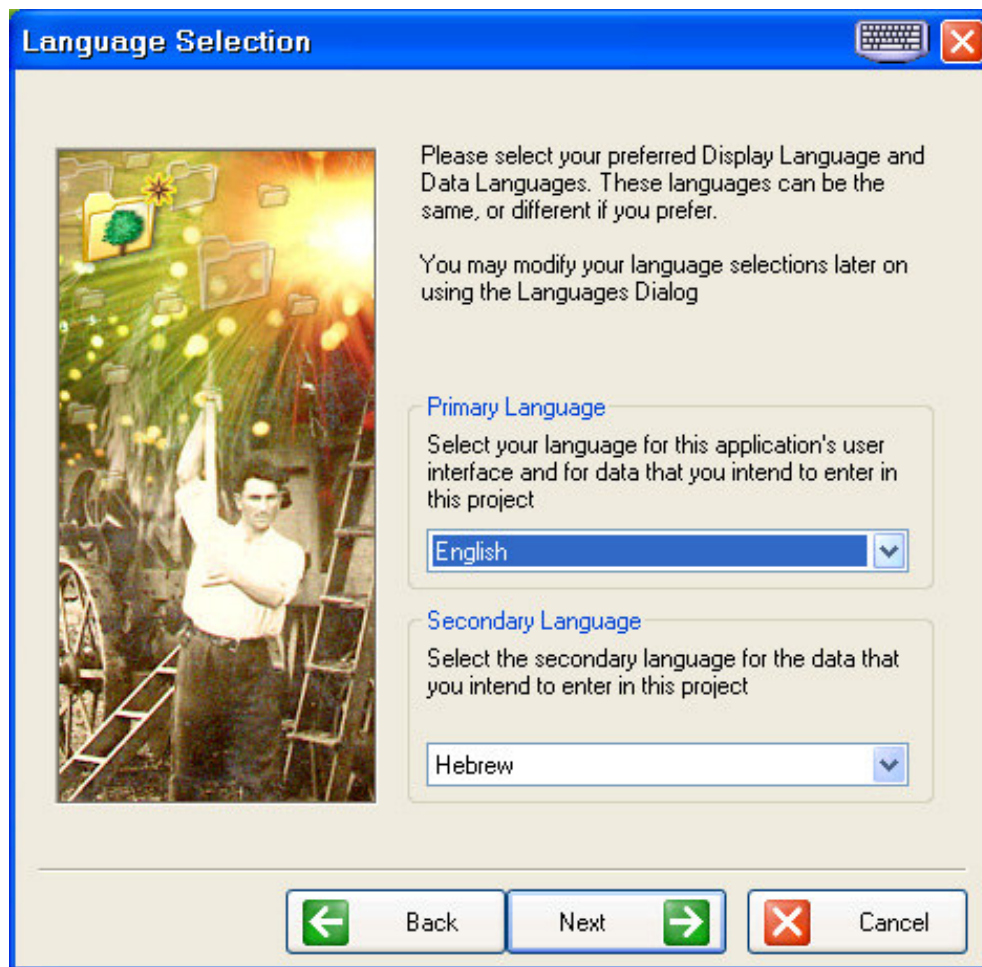 Language Selection
Please select your preferred Display Language and
Data Languages. These languages can be the
same, or different if you prefer.
You may modify your language selections later on
using the Languages Dialog
Primary Language
Select your language for this application's user
interface and for data that you intend to enter in
this project
English
Secondary Language
Select the secondary language for the data that
you intend to enter in this project
Hebrew
Back
Next
Cancel